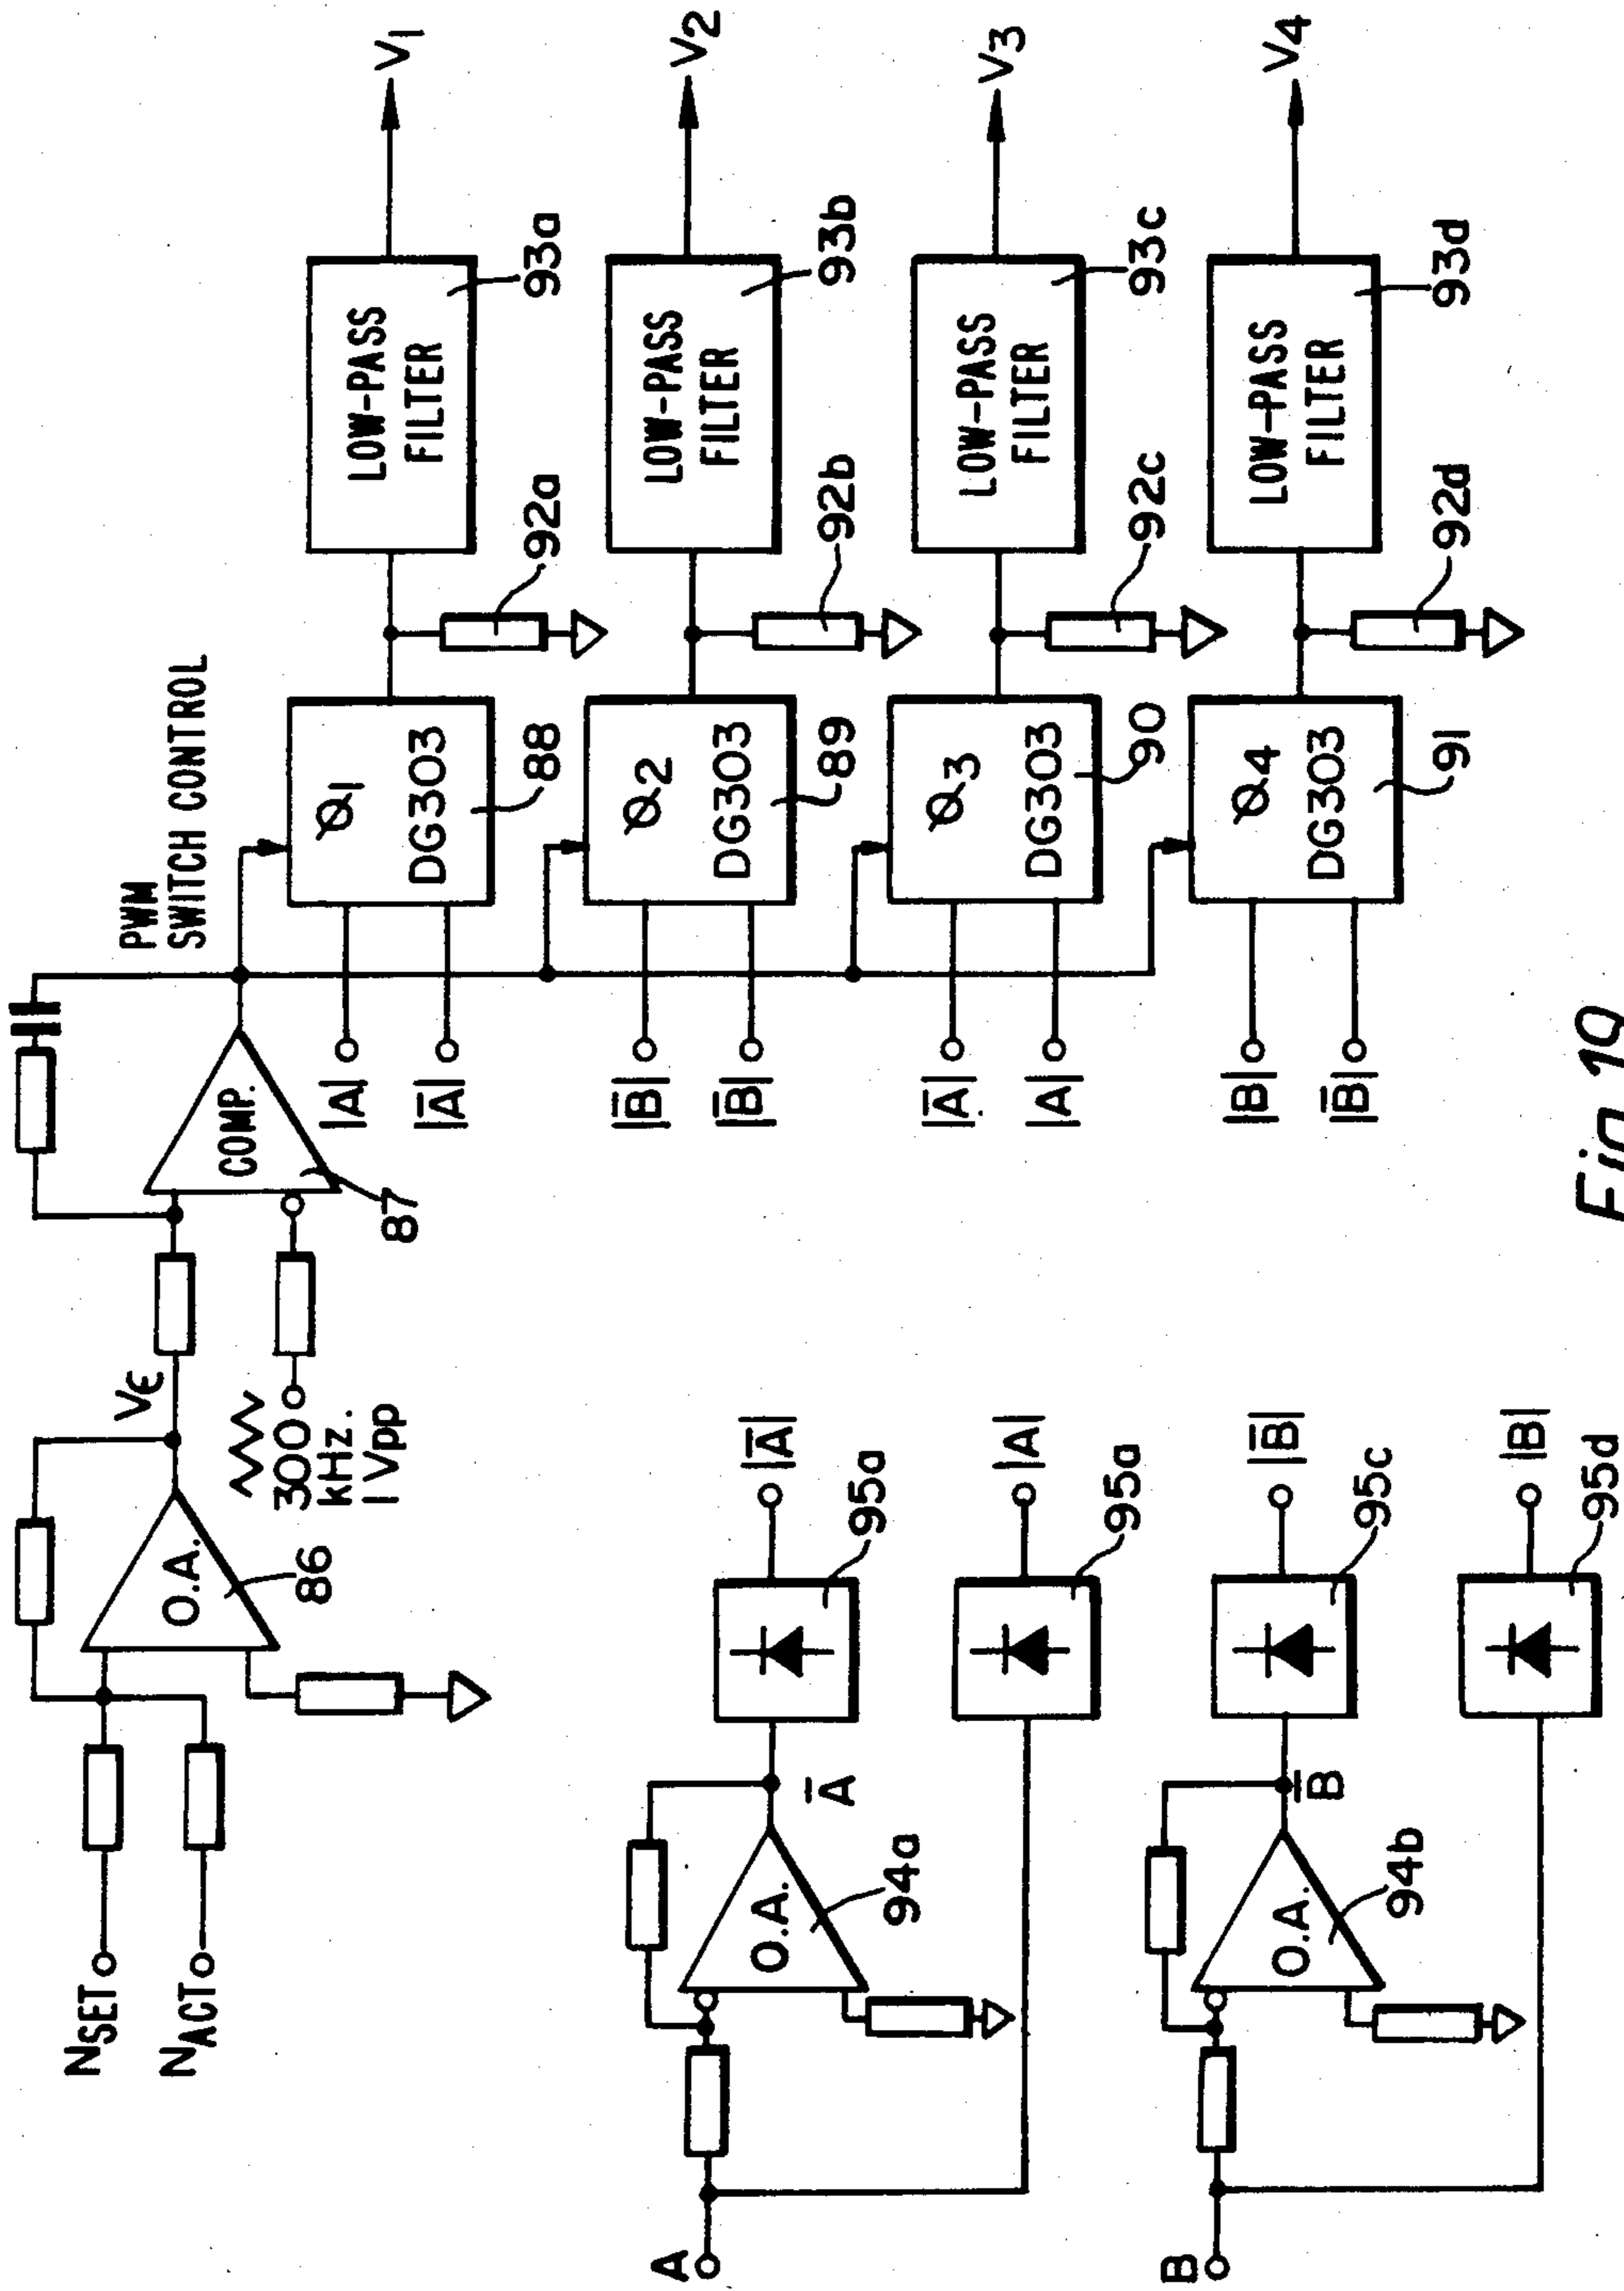 NSET
NACT
O.A.
86
Vϵ
300
kHz.
1 Vpp
COMP.
87
PWM
SWITCH CONTROL
|A|
|A̅|
Ø1
DG303
88
92a
LOW-PASS
FILTER
93a
V1
|B̅|
|B̅|
Ø2
DG303
89
92b
LOW-PASS
FILTER
93b
V2
|A̅|
|A|
Ø3
DG303
90
92c
LOW-PASS
FILTER
93c
V3
|B|
|B̅|
Ø4
DG303
91
92d
LOW-PASS
FILTER
93d
V4
A
O.A.
94a
A̅
95a
|A̅|
95a
|A|
B
O.A.
94b
B̅
95c
|B̅|
95d
|B|
Fig 19